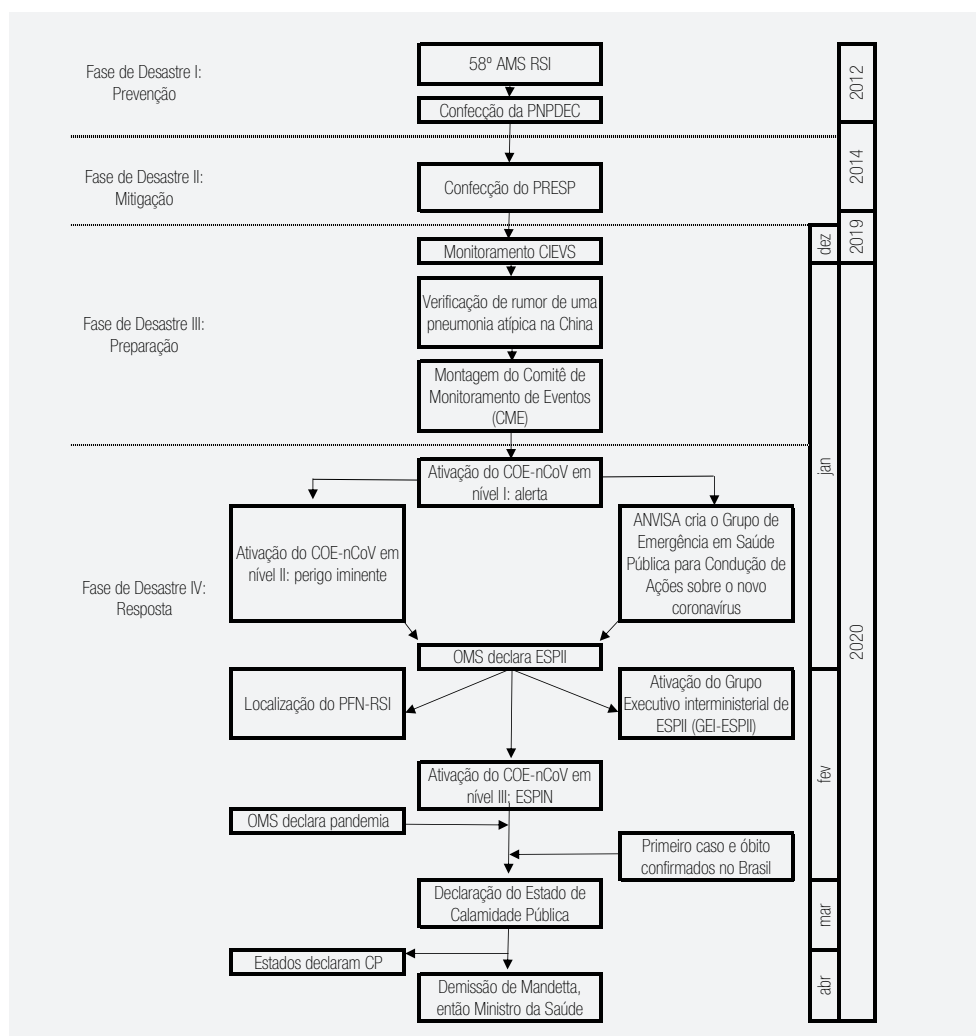 Fase de Desastre I:
Prevenção
58º AMS RSI
Confecção da PNPDEC
2012
Fase de Desastre II:
Mitigação
Confecção do PRESP
2014
Fase de Desastre III:
Preparação
Monitoramento CIEVS
dez
2019
Verificação de rumor de uma
pneumonia atípica na China
Montagem do Comitê de
Monitoramento de Eventos
(CME)
Fase de Desastre IV:
Resposta
Ativação do COE-nCoV em
nível I: alerta
jan
2020
Ativação do COE-nCoV em
nível II: perigo iminente
ANVISA cria o Grupo de
Emergência em Saúde
Pública para Condução de
Ações sobre o novo
coronavírus
OMS declara ESPII
Localização do PFN-RSI
Ativação do Grupo
Executivo interministerial de
ESPII (GEI-ESPII)
fev
Ativação do COE-nCoV em
nível III; ESPIN
OMS declara pandemia
Primeiro caso e óbito
confirmados no Brasil
Declaração do Estado de
Calamidade Pública
mar
Estados declaram CP
Demissão de Mandetta,
então Ministro da Saúde
abr